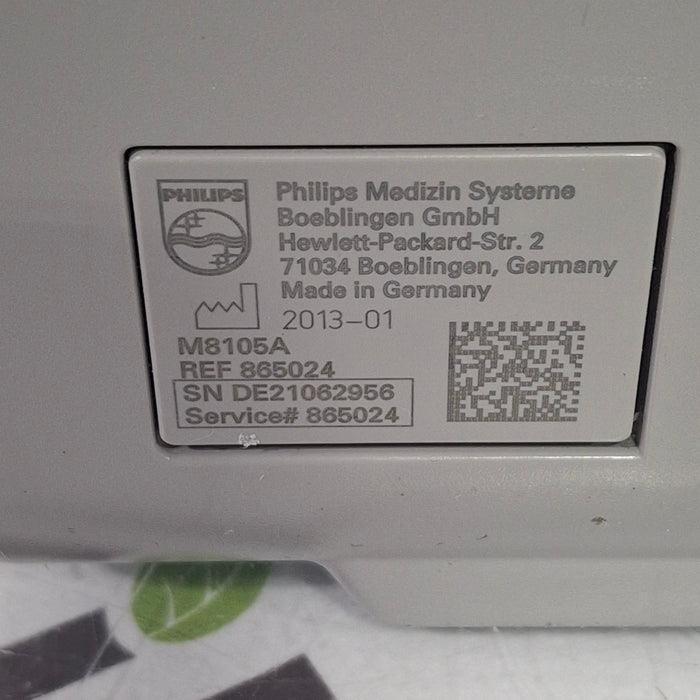 PHILIPS
Philips Medizin Systeme
Boeblingen GmbH
Hewlett-Packard-Str. 2
71034 Boeblingen, Germany
Made in Germany
2013-01
M8105A
REF 865024
SN DE21062956
Service# 865024